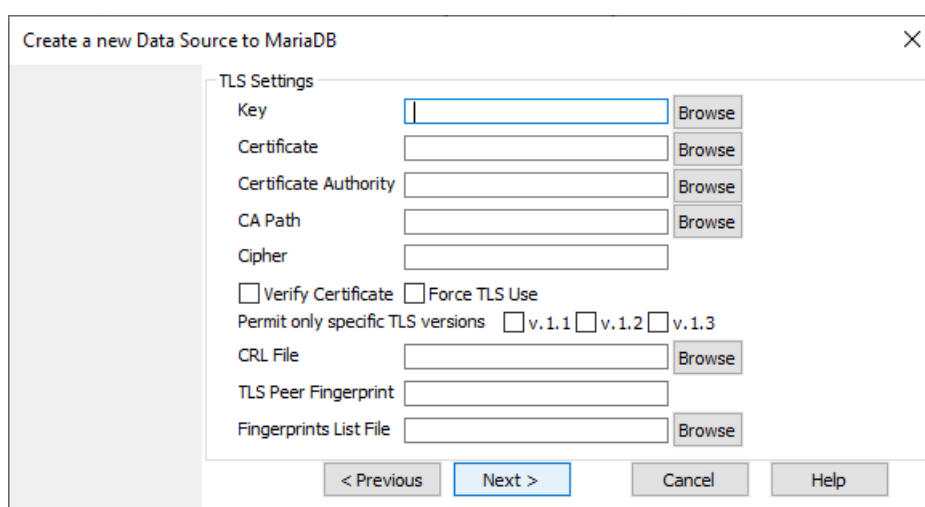 Create a new Data Source to MariaDB
TLS Settings
Key Browse
Certificate Browse
Certificate Authority Browse
CA Path Browse
Cipher
Verify Certificate Force TLS Use
Permit only specific TLS versions v.1.1 v.1.2 v.1.3
CRL File Browse
TLS Peer Fingerprint
Fingerprints List File Browse
< Previous Next > Cancel Help